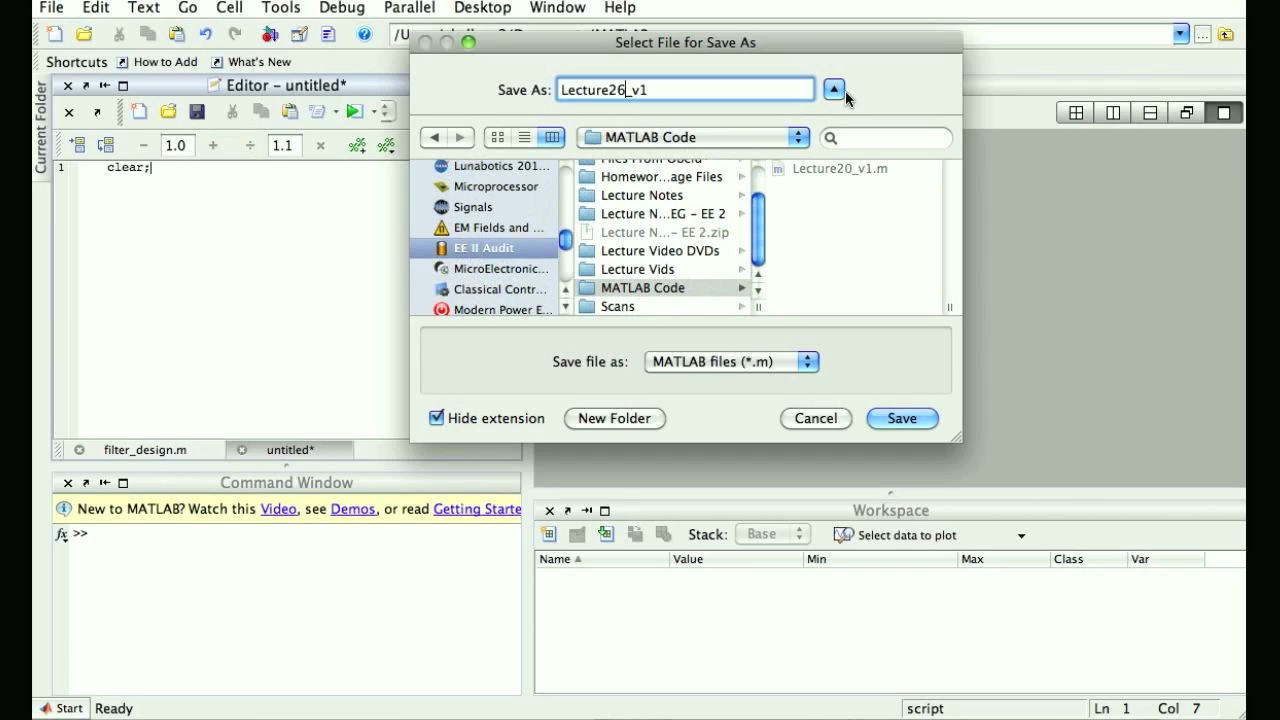 File Edit Text Go Cell Tools Debug Parallel Desktop Window Help
Select File for Save As
Shortcuts How to Add What's New
Current Folder
Editor – untitled*
Save As: Lecture26_v1
MATLAB Code
1.0 1.1
1 clear;
Lunabotics 201...
Microprocessor
Signals
EM Fields and ...
EE II Audit
MicroElectronic...
Classical Contr...
Modern Power E...
Homewor...age Files
Lecture Notes
Lecture N...EG – EE 2
Lecture N...– EE 2.zip
Lecture Video DVDs
Lecture Vids
MATLAB Code
Scans
Lecture20_v1.m
Save file as: MATLAB files (*.m)
Hide extension New Folder Cancel Save
filter_design.m untitled*
Command Window
New to MATLAB? Watch this Video, see Demos, or read Getting Starte
fx >>
Workspace
Stack: Base Select data to plot
Name Value Min Max Class Var
Start Ready script Ln 1 Col 7